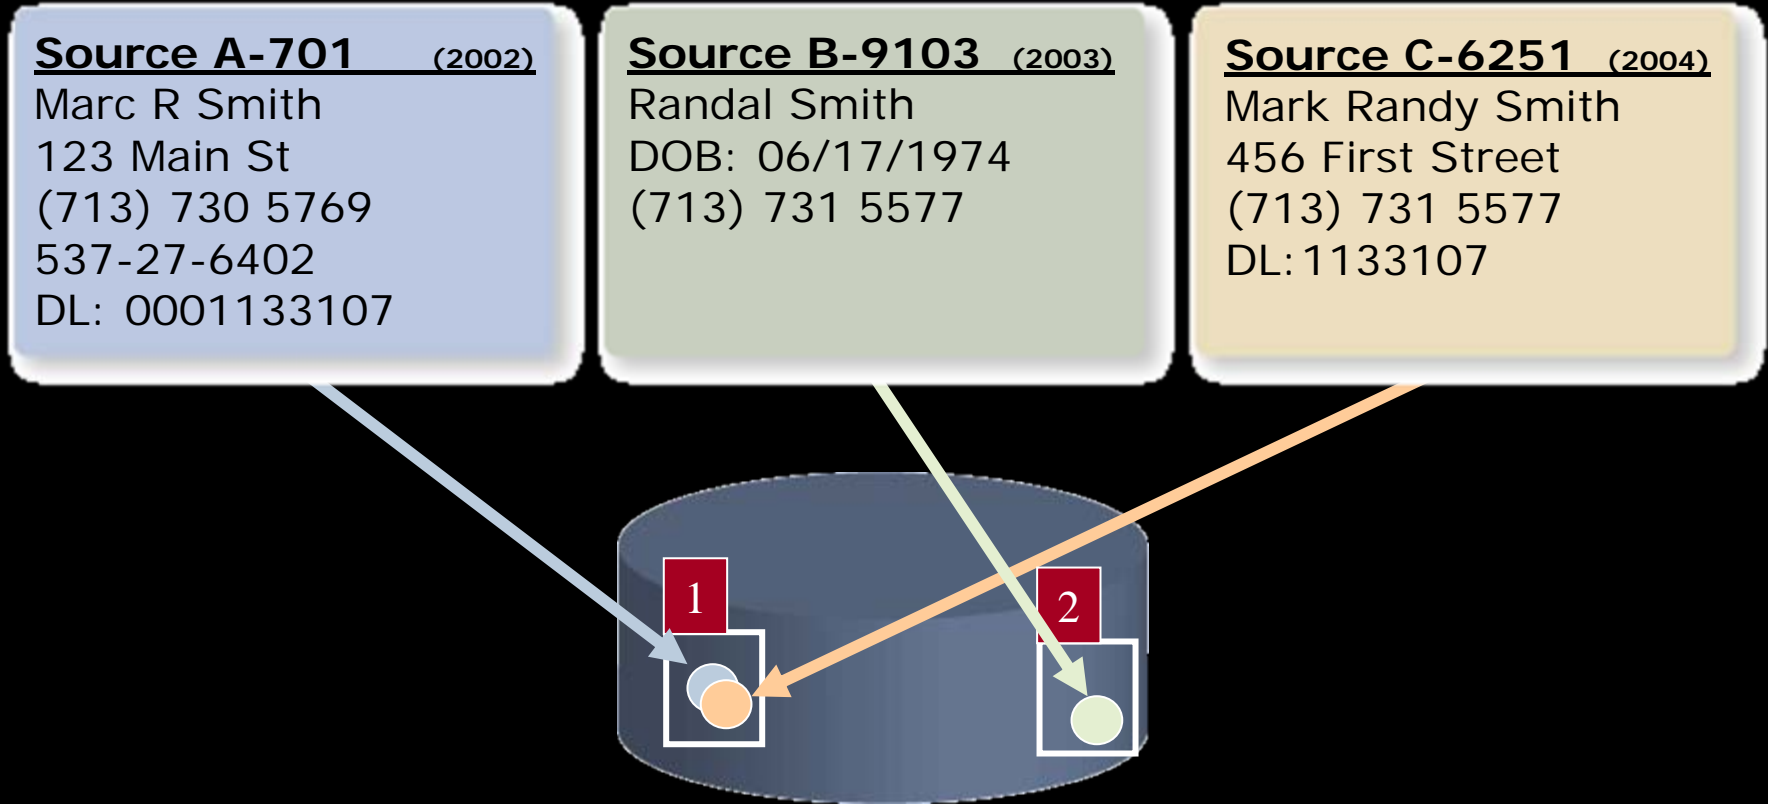 Source A-701 (2002)
Marc R Smith
123 Main St
(713) 730 5769
537-27-6402
DL: 0001133107
Source B-9103 (2003)
Randal Smith
DOB: 06/17/1974
(713) 731 5577
Source C-6251 (2004)
Mark Randy Smith
456 First Street
(713) 731 5577
DL:1133107
1
2